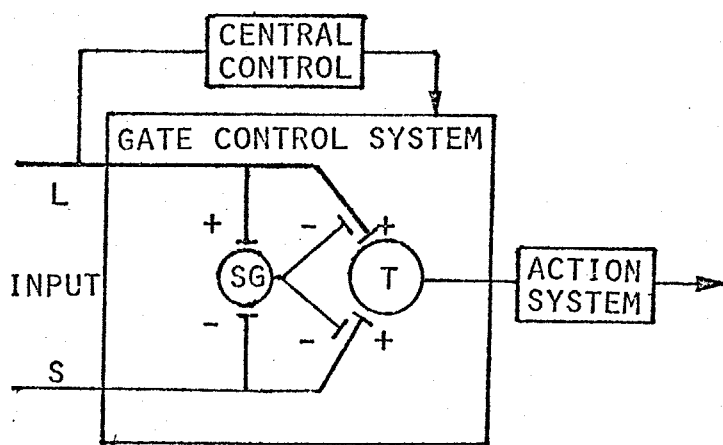 CENTRAL
CONTROL
GATE CONTROL SYSTEM
L
+
-
+
INPUT
SG
T
ACTION
SYSTEM
-
-
+
S